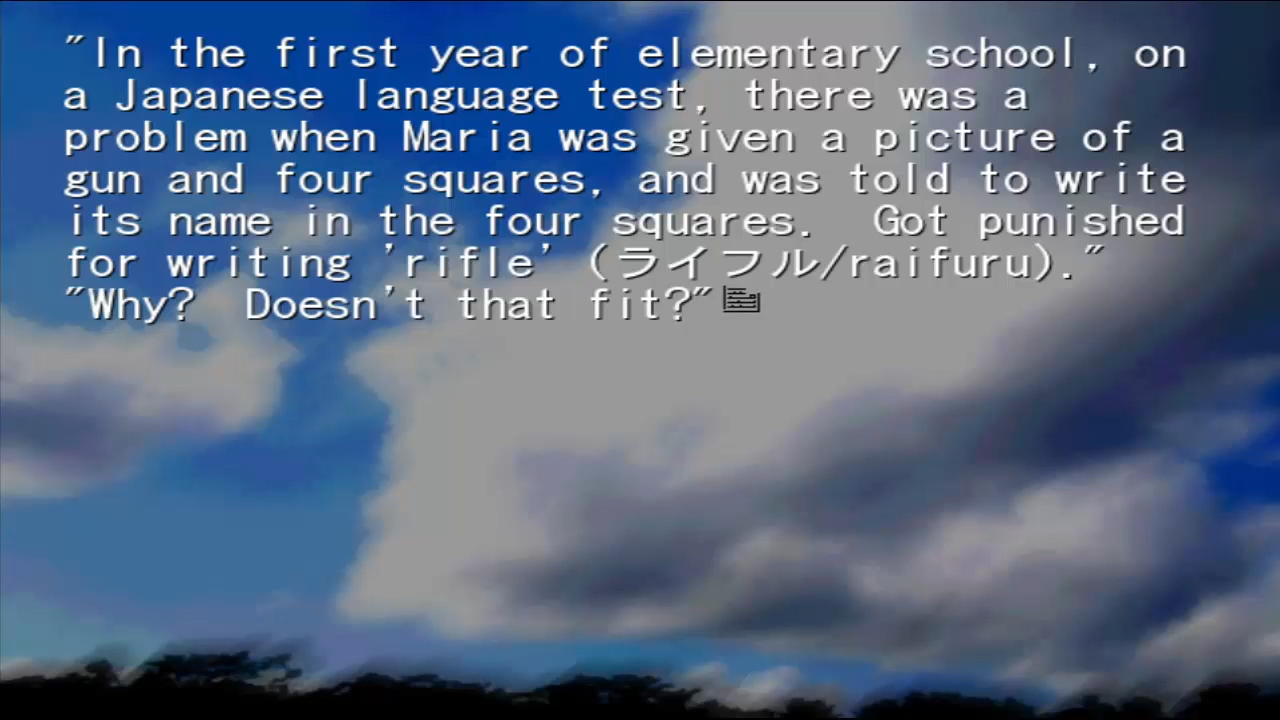 "In the first year of elementary school, on
a Japanese language test, there was a
problem when Maria was given a picture of a
gun and four squares, and was told to write
its name in the four squares.  Got punished
for writing 'rifle' (ライフル/raifuru)."
"Why?  Doesn't that fit?"